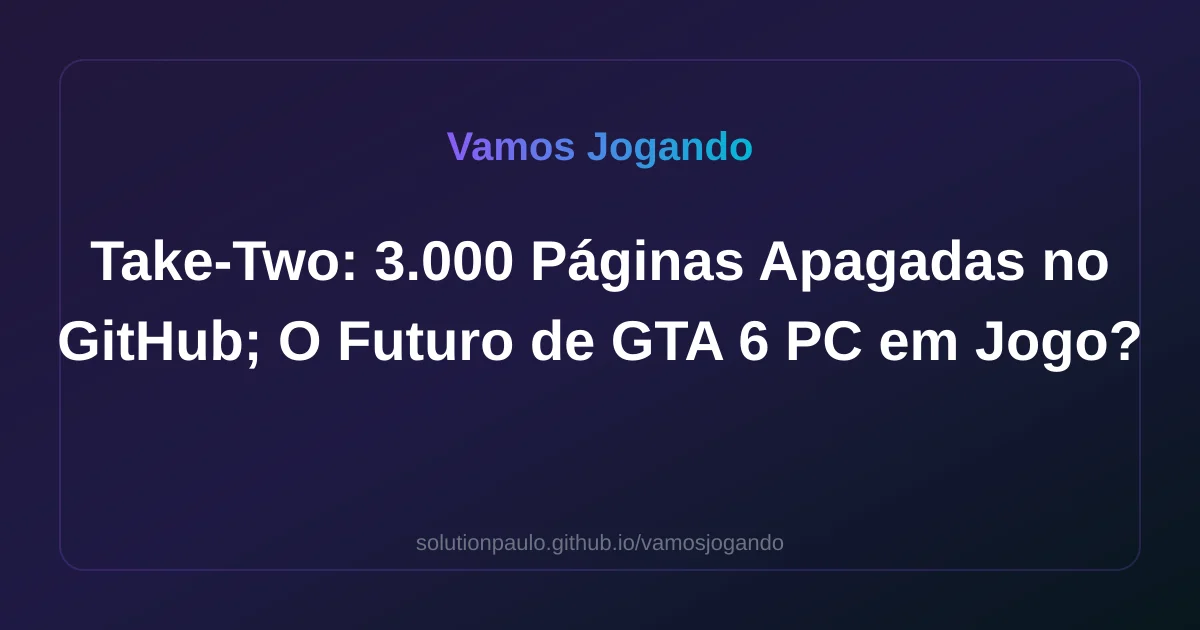 Vamos Jogando
Take-Two: 3.000 Páginas Apagadas no
GitHub; O Futuro de GTA 6 PC em Jogo?
solutionpaulo.github.io/vamosjogando